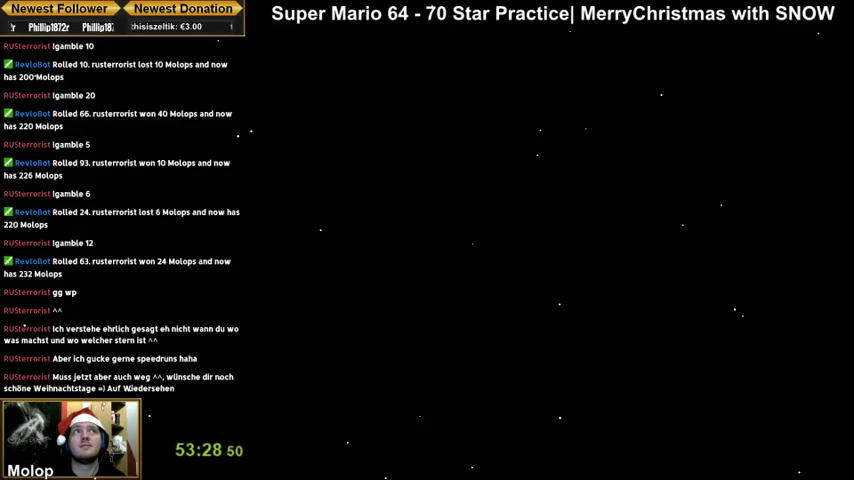 Newest Follower
Newest Donation
Phillip1872r
thisiszeltik: €3.00
Super Mario 64 - 70 Star Practice| MerryChristmas with SNOW
RUSterrorist !gamble 10
RevloBot Rolled 10. rusterrorist lost 10 Molops and now
has 200 Molops
RUSterrorist !gamble 20
RevloBot Rolled 66. rusterrorist won 40 Molops and now
has 220 Molops
RUSterrorist !gamble 5
RevloBot Rolled 93. rusterrorist won 10 Molops and now
has 226 Molops
RUSterrorist !gamble 6
RevloBot Rolled 24. rusterrorist lost 6 Molops and now has
220 Molops
RUSterrorist !gamble 12
RevloBot Rolled 63. rusterrorist won 24 Molops and now
has 232 Molops
RUSterrorist gg wp
RUSterrorist ^^
RUSterrorist Ich verstehe ehrlich gesagt eh nicht wann du wo
was machst und wo welcher stern ist ^^
RUSterrorist Aber ich gucke gerne speedruns haha
RUSterrorist Muss jetzt aber auch weg ^^, wünsche dir noch
schöne Weihnachtstage =) Auf Wiedersehen
53:28 50
Molop